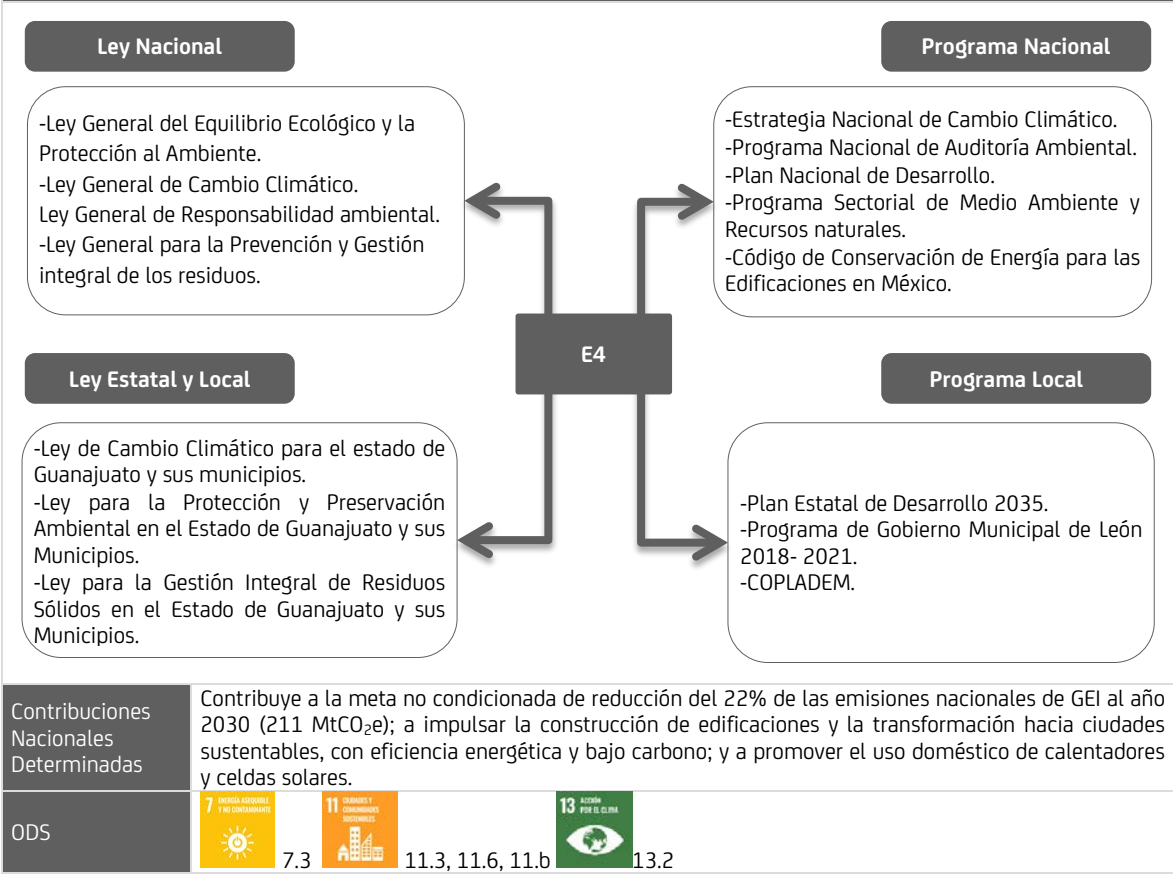 Ley Nacional
-Ley General del Equilibrio Ecológico y la
Protección al Ambiente.
-Ley General de Cambio Climático.
Ley General de Responsabilidad ambiental.
-Ley General para la Prevención y Gestión
integral de los residuos.
Programa Nacional
-Estrategia Nacional de Cambio Climático.
-Programa Nacional de Auditoría Ambiental.
-Plan Nacional de Desarrollo.
-Programa Sectorial de Medio Ambiente y
Recursos naturales.
-Código de Conservación de Energía para las
Edificaciones en México.
E4
Ley Estatal y Local
-Ley de Cambio Climático para el estado de
Guanajuato y sus municipios.
-Ley para la Protección y Preservación
Ambiental en el Estado de Guanajuato y sus
Municipios.
-Ley para la Gestión Integral de Residuos
Sólidos en el Estado de Guanajuato y sus
Municipios.
Programa Local
-Plan Estatal de Desarrollo 2035.
-Programa de Gobierno Municipal de León
2018- 2021.
-COPLADEM.
Contribuciones
Nacionales
Determinadas
Contribuye a la meta no condicionada de reducción del 22% de las emisiones nacionales de GEI al año
2030 (211 MtCO₂e); a impulsar la construcción de edificaciones y la transformación hacia ciudades
sustentables, con eficiencia energética y bajo carbono; y a promover el uso doméstico de calentadores
y celdas solares.
ODS
7 ENERGÍA ASEQUIBLE
Y NO CONTAMINANTE
7.3
11 CIUDADES Y
COMUNIDADES
SOSTENIBLES
11.3, 11.6, 11.b
13 ACCIÓN
POR EL CLIMA
13.2